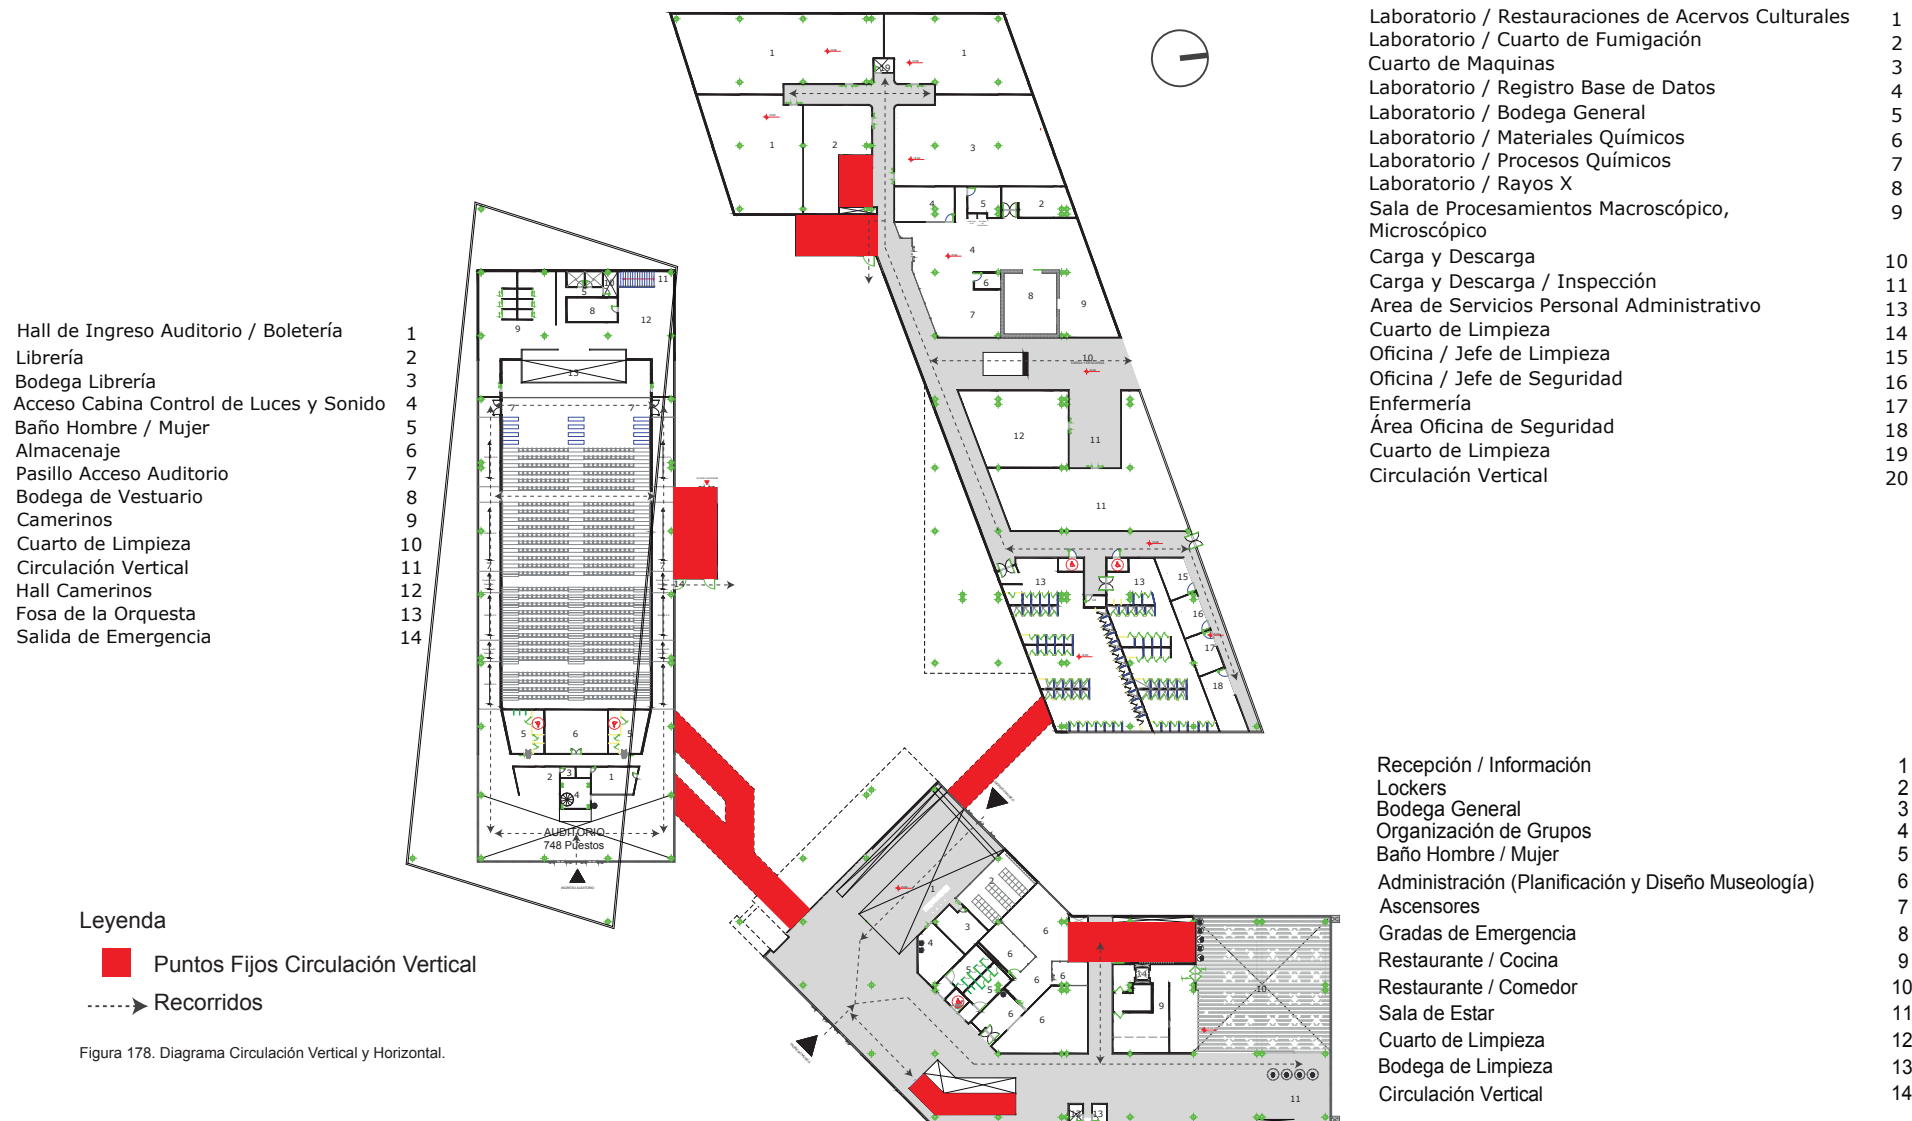 Laboratorio / Restauraciones de Acervos Culturales 1
Laboratorio / Cuarto de Fumigación 2
Cuarto de Maquinas 3
Laboratorio / Registro Base de Datos 4
Laboratorio / Bodega General 5
Laboratorio / Materiales Químicos 6
Laboratorio / Procesos Químicos 7
Laboratorio / Rayos X 8
Sala de Procesamientos Macroscópico, 9
Microscópico
Carga y Descarga 10
Carga y Descarga / Inspección 11
Area de Servicios Personal Administrativo 13
Cuarto de Limpieza 14
Oficina / Jefe de Limpieza 15
Oficina / Jefe de Seguridad 16
Enfermería 17
Área Oficina de Seguridad 18
Cuarto de Limpieza 19
Circulación Vertical 20
Hall de Ingreso Auditorio / Boletería 1
Librería 2
Bodega Librería 3
Acceso Cabina Control de Luces y Sonido 4
Baño Hombre / Mujer 5
Almacenaje 6
Pasillo Acceso Auditorio 7
Bodega de Vestuario 8
Camerinos 9
Cuarto de Limpieza 10
Circulación Vertical 11
Hall Camerinos 12
Fosa de la Orquesta 13
Salida de Emergencia 14
AUDITORIO
748 Puestos
INGRESO AUDITORIO
Recepción / Información 1
Lockers 2
Bodega General 3
Organización de Grupos 4
Baño Hombre / Mujer 5
Administración (Planificación y Diseño Museología) 6
Ascensores 7
Gradas de Emergencia 8
Restaurante / Cocina 9
Restaurante / Comedor 10
Sala de Estar 11
Cuarto de Limpieza 12
Bodega de Limpieza 13
Circulación Vertical 14
Leyenda
Puntos Fijos Circulación Vertical
Recorridos
Figura 178. Diagrama Circulación Vertical y Horizontal.